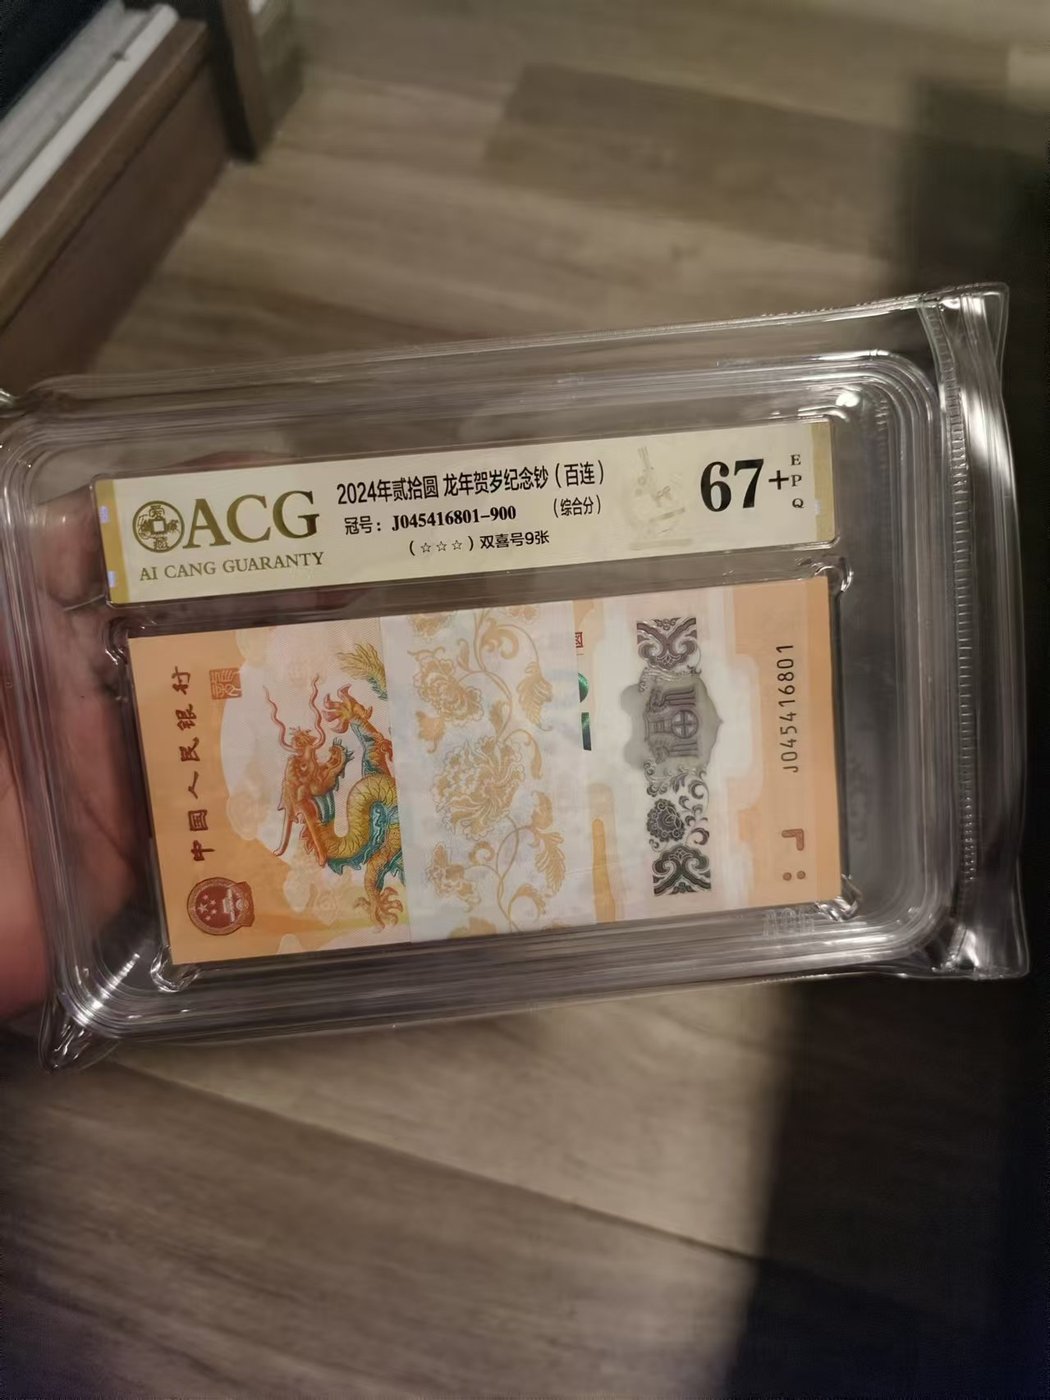 ACG
AI CANG GUARANTY
2024年贰拾圆 龙年贺岁纪念钞（百连）
冠号：J045416801-900 （综合分）
（☆☆☆）双喜号9张
67+
EPQ
中国人民银行
J045416801